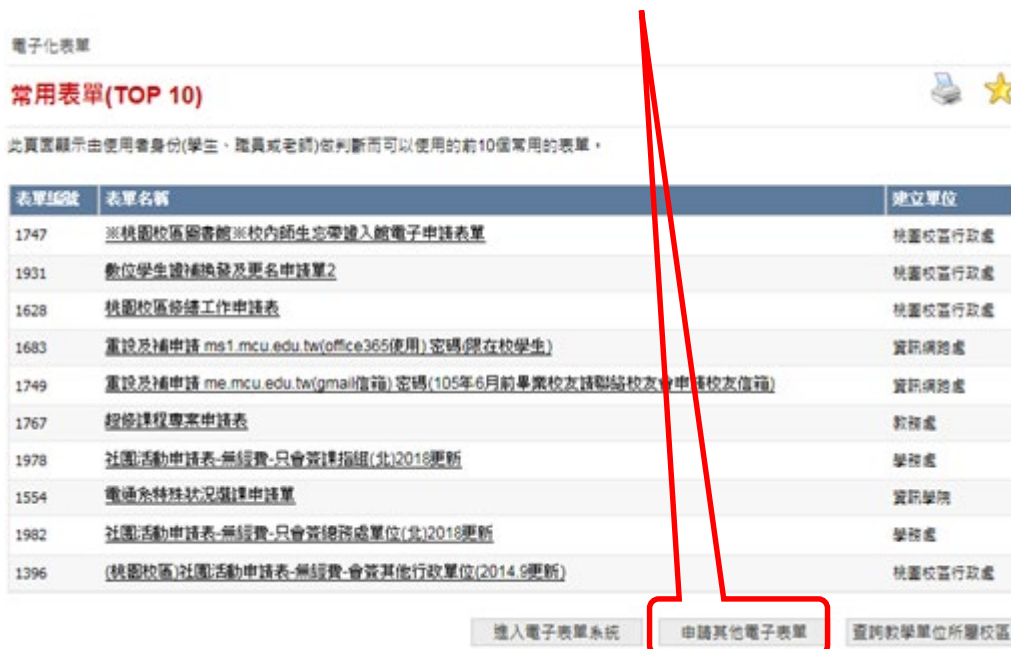 電子化表單
常用表單(TOP 10)
此頁面顯示由使用者身份(學生、職員或老師)做判斷而可以使用的前10個常用的表單。
表單編號 表單名稱 建立單位
1747 ※桃園校區圖書館※校內師生忘帶證入館電子申請表單 桃園校區行政處
1931 數位學生證補換發及更名申請單2 桃園校區行政處
1628 桃園校區修繕工作申請表 桃園校區行政處
1683 重設及補申請 ms1.mcu.edu.tw(office365使用) 密碼(限在校學生) 資訊網路處
1749 重設及補申請 me.mcu.edu.tw(gmail信箱) 密碼(105年6月前畢業校友請聯絡校友會申請校友信箱) 資訊網路處
1767 超修課程專案申請表 教務處
1978 社團活動申請表-無經費-只會簽課指組(北)2018更新 學務處
1554 電通系特殊狀況選課申請單 資訊學院
1982 社團活動申請表-無經費-只會簽總務處單位(北)2018更新 學務處
1396 (桃園校區)社團活動申請表-無經費-會簽其他行政單位(2014.9更新) 桃園校區行政處
進入電子表單系統 申請其他電子表單 查詢教學單位所屬校區